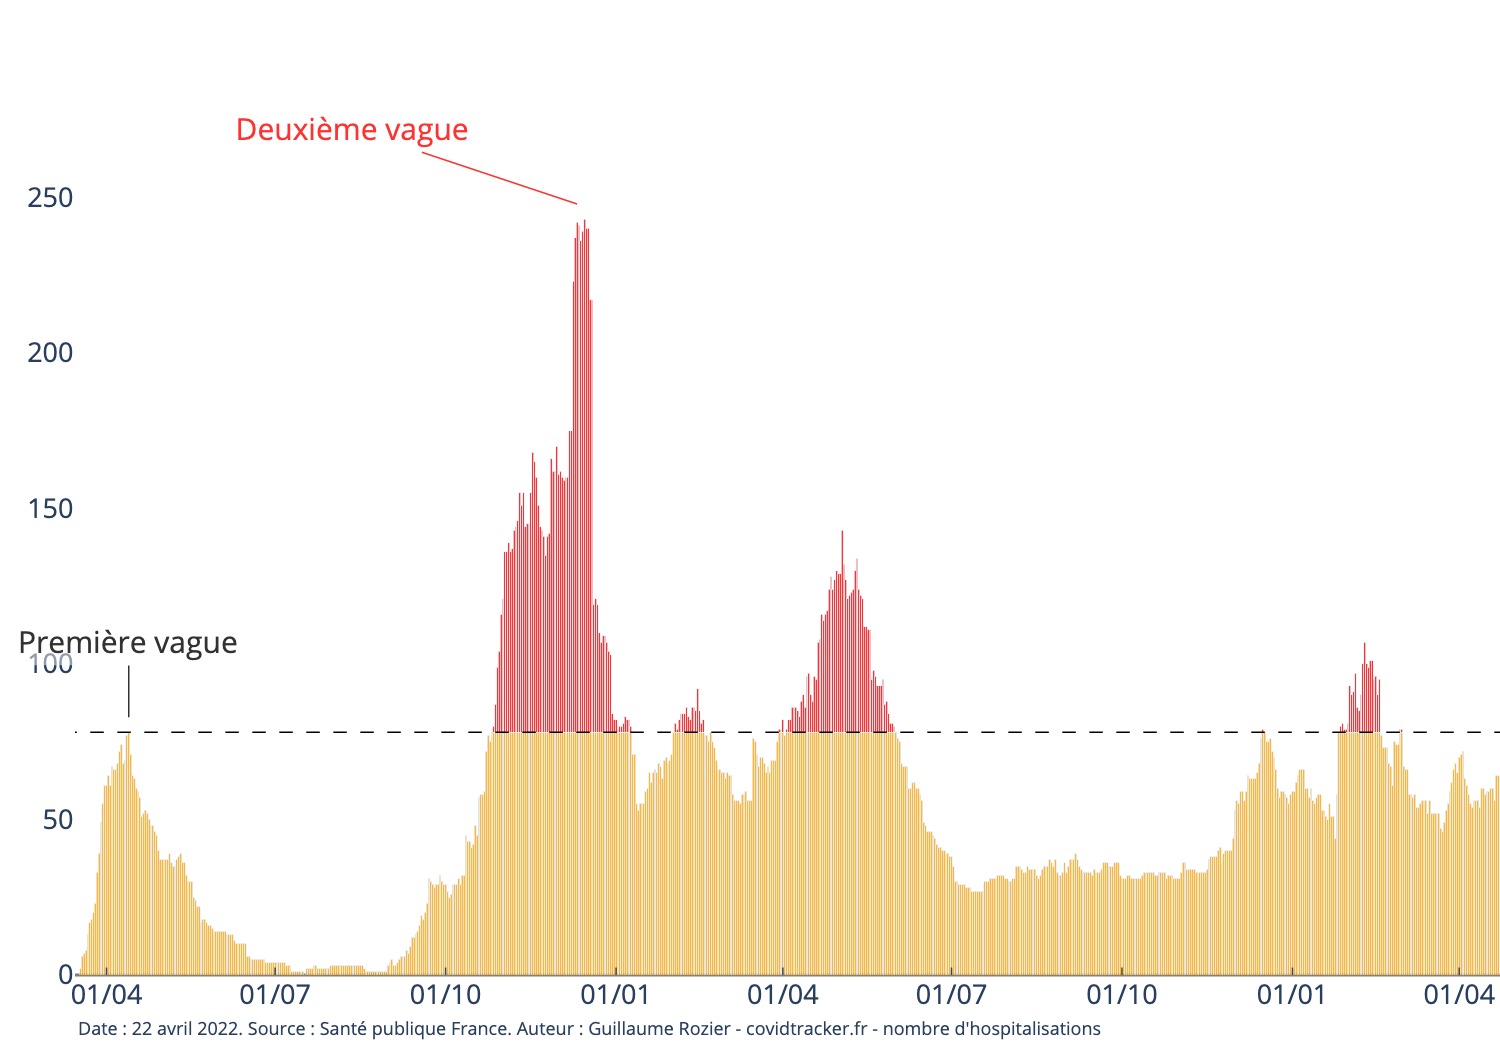 Deuxième vague
250
200
150
Première vague
100
50
0
01/04 01/07 01/10 01/01 01/04 01/07 01/10 01/01 01/04
Date : 22 avril 2022. Source : Santé publique France. Auteur : Guillaume Rozier - covidtracker.fr - nombre d'hospitalisations